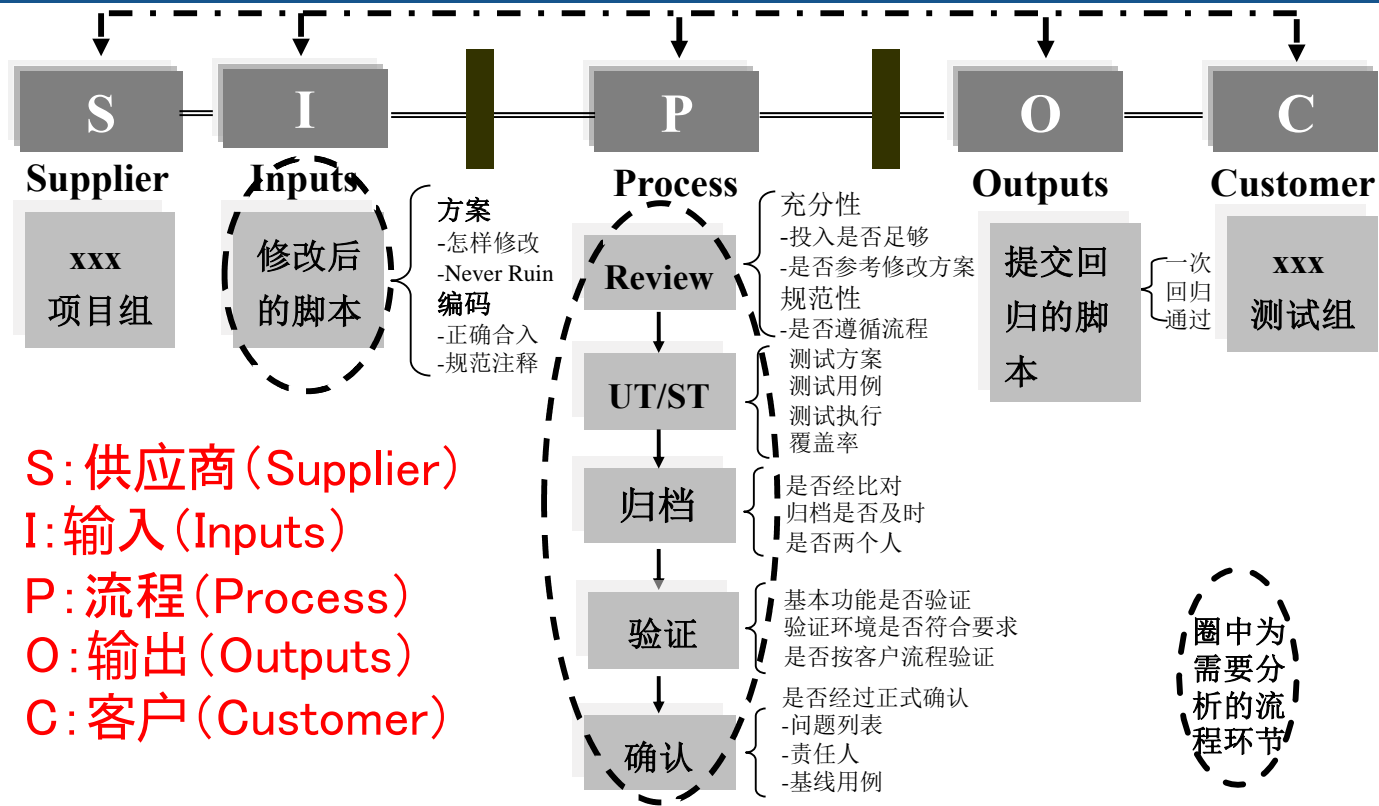 S
I
P
O
C
Supplier
Inputs
Process
Outputs
Customer
xxx
项目组
修改后
的脚本
方案
-怎样修改
-Never Ruin
编码
-正确合入
-规范注释
Review
充分性
-投入是否足够
-是否参考修改方案
规范性
-是否遵循流程
UT/ST
测试方案
测试用例
测试执行
覆盖率
归档
是否经比对
归档是否及时
是否两个人
验证
基本功能是否验证
验证环境是否符合要求
是否按客户流程验证
确认
是否经过正式确认
-问题列表
-责任人
-基线用例
提交回
归的脚
本
一次
回归
通过
xxx
测试组
S:供应商(Supplier)
I:输入(Inputs)
P:流程(Process)
O:输出(Outputs)
C:客户(Customer)
圈中为
需要分
析的流
程环节